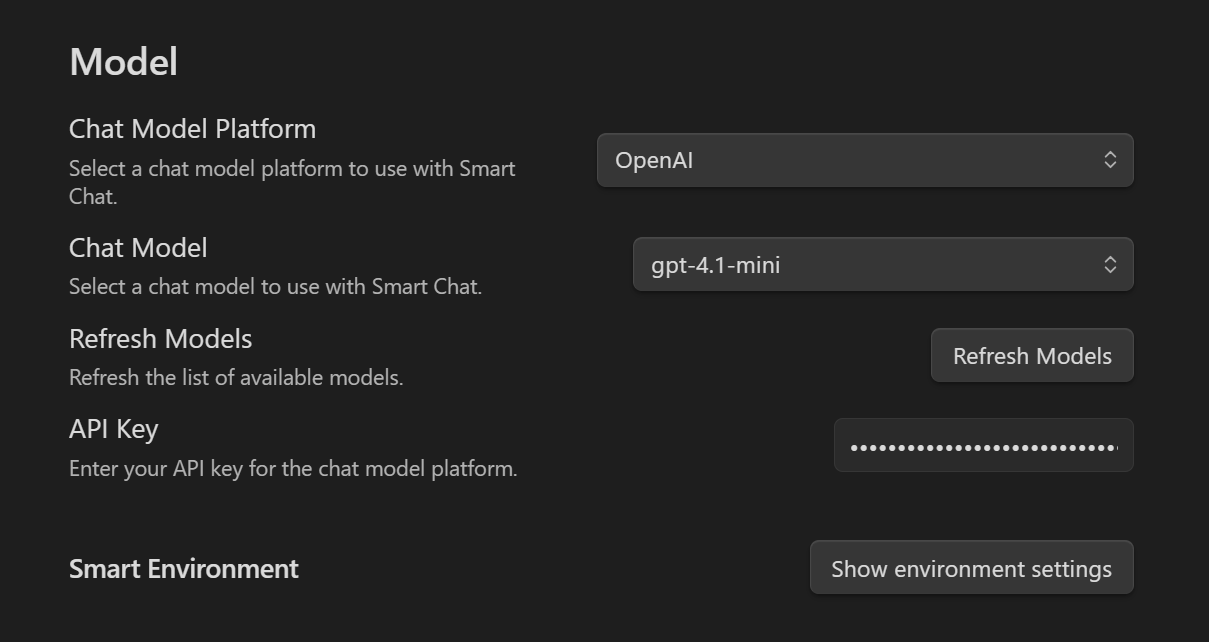 Model
Chat Model Platform
Select a chat model platform to use with Smart
Chat.
OpenAI
Chat Model
Select a chat model to use with Smart Chat.
gpt-4.1-mini
Refresh Models
Refresh the list of available models.
Refresh Models
API Key
Enter your API key for the chat model platform.
Smart Environment
Show environment settings